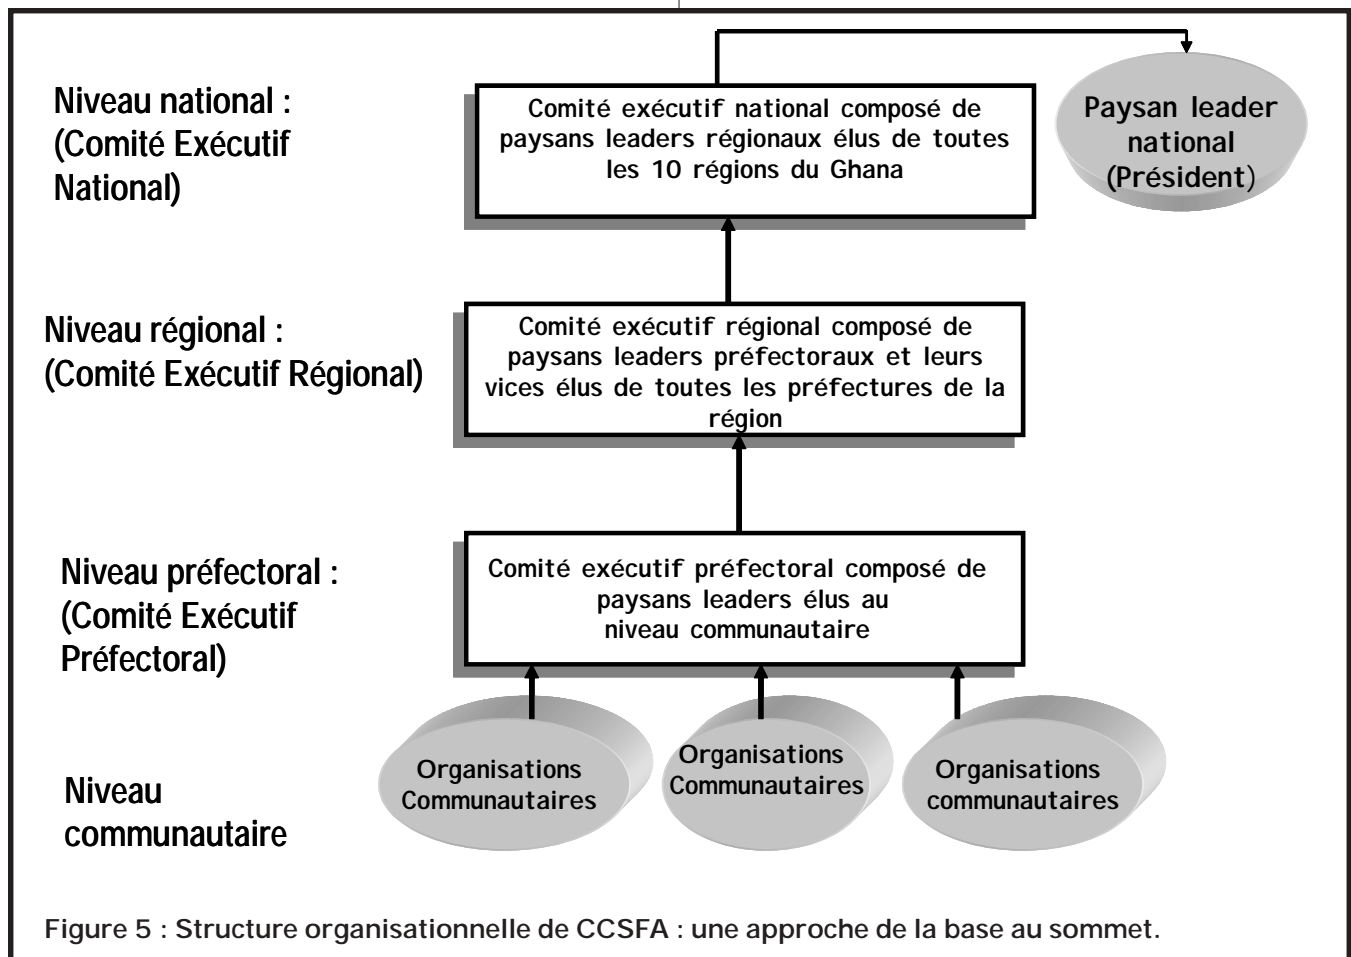 Niveau national :
(Comité Exécutif
National)
Comité exécutif national composé de
paysans leaders régionaux élus de toutes
les 10 régions du Ghana
Paysan leader
national
(Président)
Niveau régional :
(Comité Exécutif Régional)
Comité exécutif régional composé de
paysans leaders préfectoraux et leurs
vices élus de toutes les préfectures de la
région
Niveau préfectoral :
(Comité Exécutif
Préfectoral)
Comité exécutif préfectoral composé de
paysans leaders élus au
niveau communautaire
Niveau
communautaire
Organisations
Communautaires
Organisations
Communautaires
Organisations
communautaires
Figure 5 : Structure organisationnelle de CCSFA : une approche de la base au sommet.